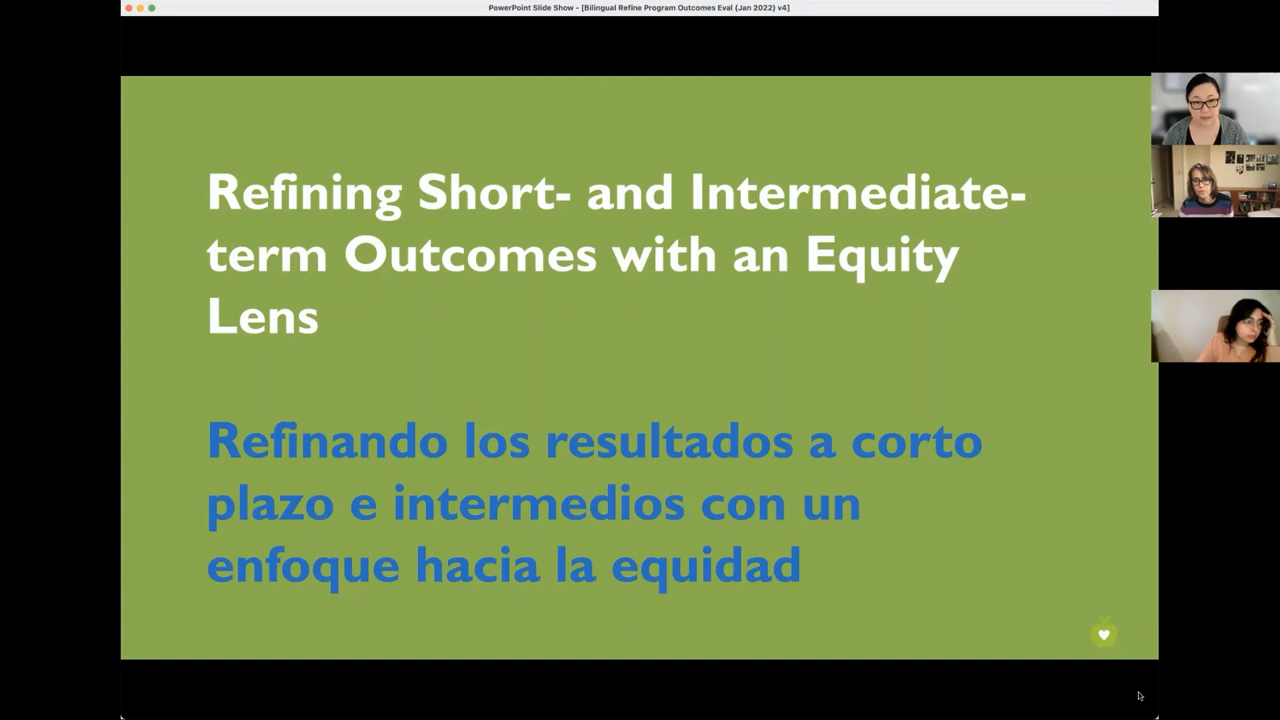 PowerPoint Slide Show - [Bilingual Refine Program Outcomes Eval (Jan 2022) v4]
Refining Short- and Intermediate-
term Outcomes with an Equity
Lens
Refinando los resultados a corto
plazo e intermedios con un
enfoque hacia la equidad